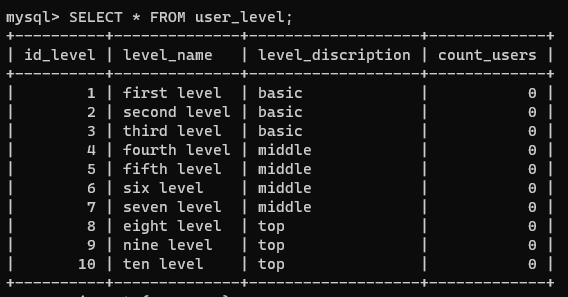 mysql> SELECT * FROM user_level;
+----------+--------------+-------------------+-------------+
| id_level | level_name   | level_discription | count_users |
+----------+--------------+-------------------+-------------+
|        1 | first level  | basic             |           0 |
|        2 | second level | basic             |           0 |
|        3 | third level  | basic             |           0 |
|        4 | fourth level | middle            |           0 |
|        5 | fifth level  | middle            |           0 |
|        6 | six level    | middle            |           0 |
|        7 | seven level  | middle            |           0 |
|        8 | eight level  | top               |           0 |
|        9 | nine level   | top               |           0 |
|       10 | ten level    | top               |           0 |
+----------+--------------+-------------------+-------------+